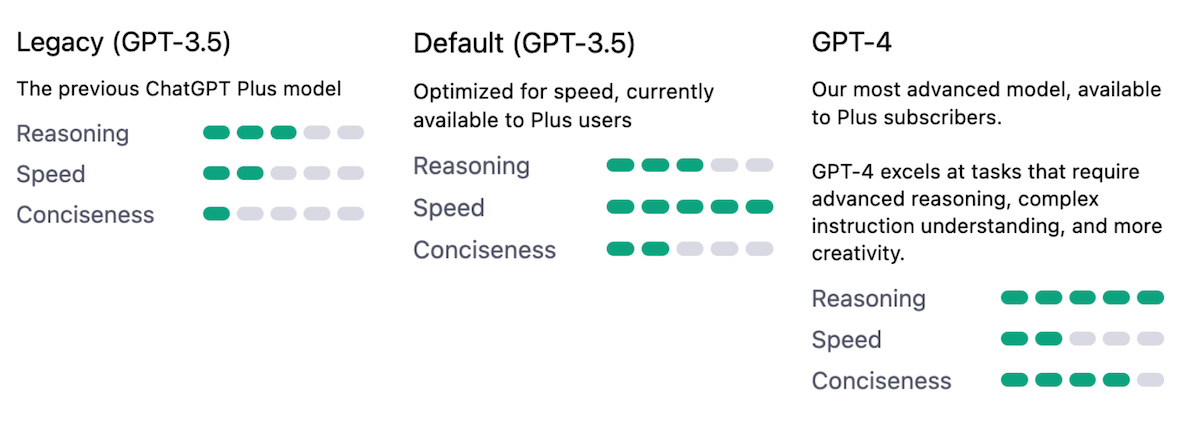 Legacy (GPT-3.5)
The previous ChatGPT Plus model
Reasoning
Speed
Conciseness
Default (GPT-3.5)
Optimized for speed, currently
available to Plus users
Reasoning
Speed
Conciseness
GPT-4
Our most advanced model, available
to Plus subscribers.
GPT-4 excels at tasks that require
advanced reasoning, complex
instruction understanding, and more
creativity.
Reasoning
Speed
Conciseness